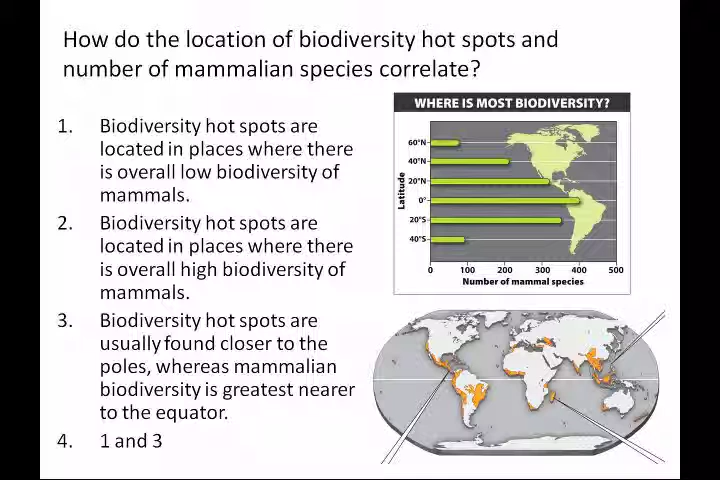 How do the location of biodiversity hot spots and
number of mammalian species correlate?
1. Biodiversity hot spots are
located in places where there
is overall low biodiversity of
mammals.
2. Biodiversity hot spots are
located in places where there
is overall high biodiversity of
mammals.
3. Biodiversity hot spots are
usually found closer to the
poles, whereas mammalian
biodiversity is greatest nearer
to the equator.
4. 1 and 3
WHERE IS MOST BIODIVERSITY?
Latitude
60°N
40°N
20°N
0°
20°S
40°S
0 100 200 300 400 500
Number of mammal species